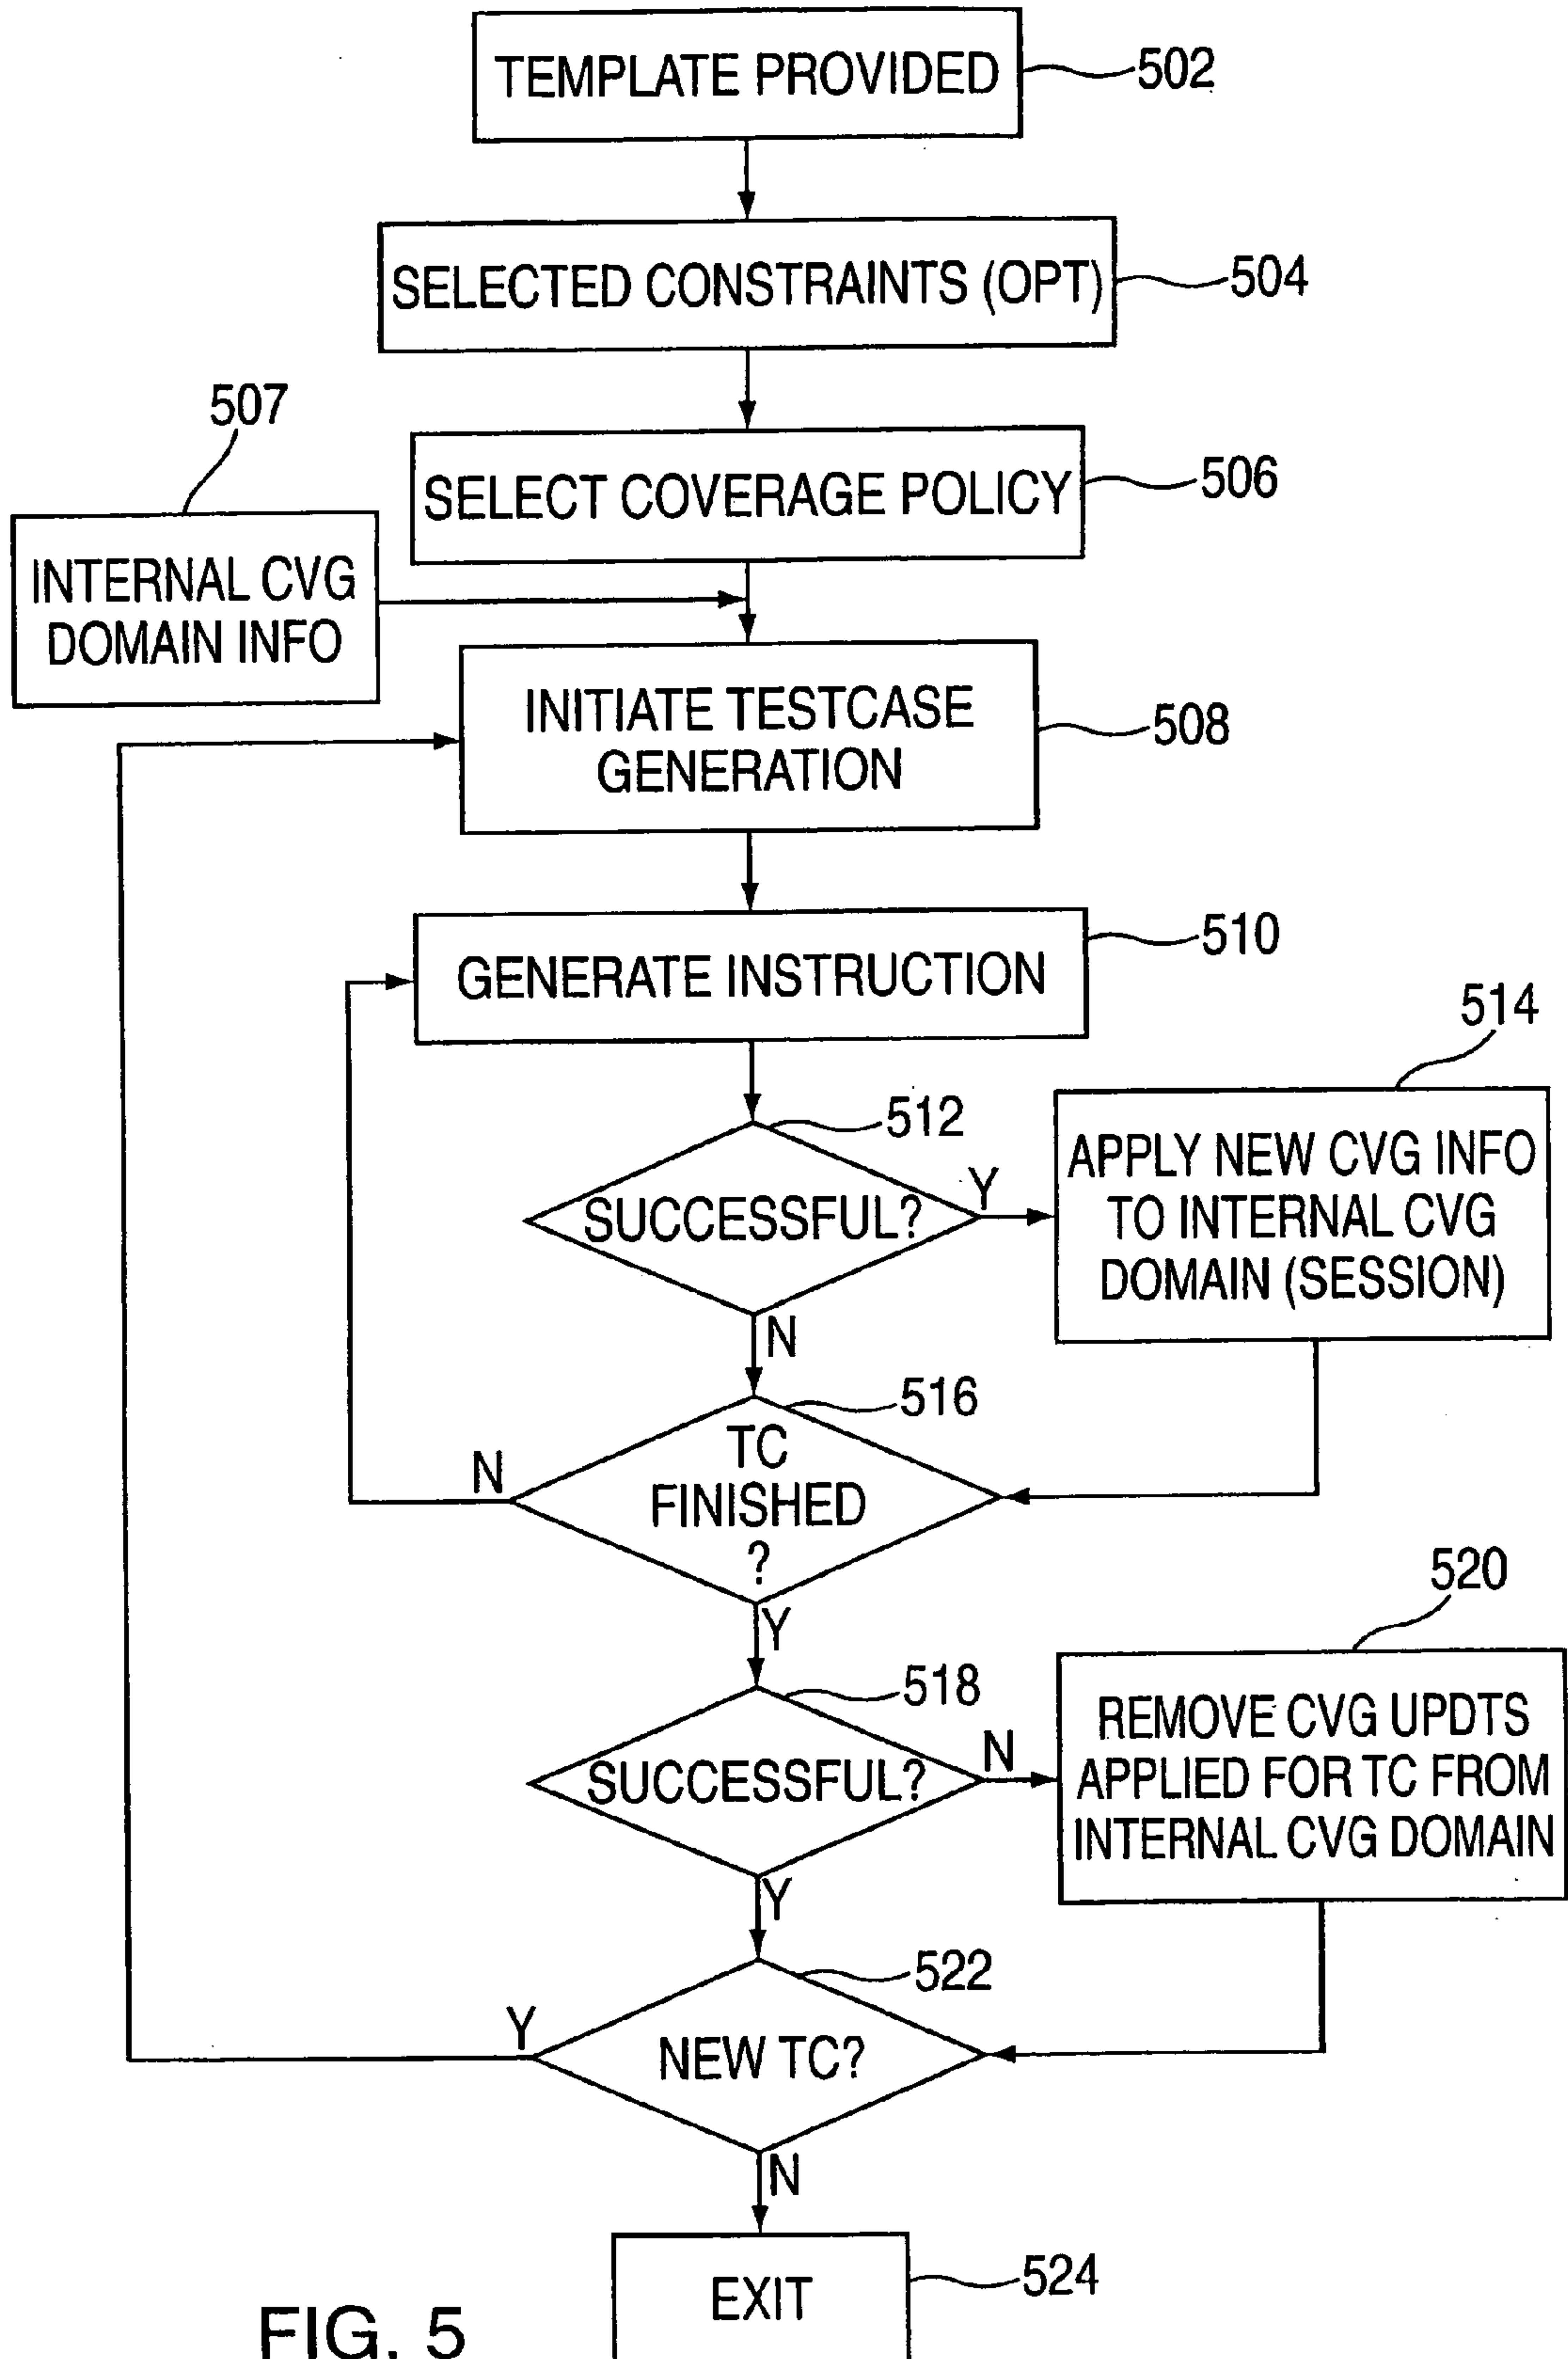 TEMPLATE PROVIDED
502
SELECTED CONSTRAINTS (OPT)
504
507
SELECT COVERAGE POLICY
506
INTERNAL CVG
DOMAIN INFO
INITIATE TESTCASE
GENERATION
508
GENERATE INSTRUCTION
510
514
512
SUCCESSFUL?
Y
APPLY NEW CVG INFO
TO INTERNAL CVG
DOMAIN (SESSION)
N
516
TC
FINISHED
?
N
Y
520
518
SUCCESSFUL?
N
REMOVE CVG UPDTS
APPLIED FOR TC FROM
INTERNAL CVG DOMAIN
Y
522
NEW TC?
Y
N
EXIT
524
FIG. 5